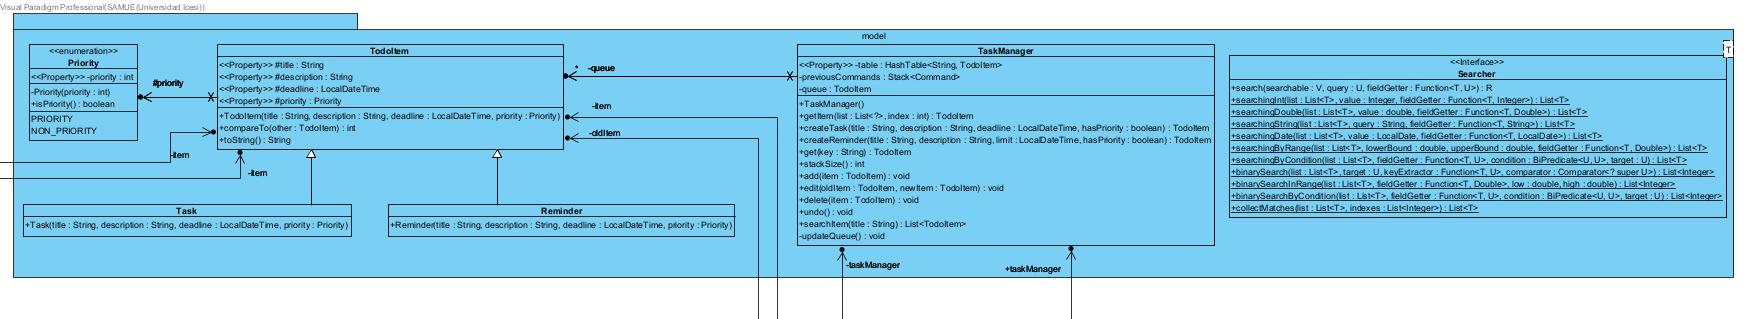 Visual Paradigm Professional(SAMUE(Universidad Icesi))
model
<<enumeration>>
Priority
<<Property>> -priority : int
-Priority(priority : int)
+isPriority() : boolean
PRIORITY
NON_PRIORITY
#priority
TodoItem
<<Property>> #title : String
<<Property>> #description : String
<<Property>> #deadline : LocalDateTime
<<Property>> #priority : Priority
+TodoItem(title : String, description : String, deadline : LocalDateTime, priority : Priority)
+compareTo(other : TodoItem) : int
+toString() : String
* -queue
-item
-oldItem
-item
-item
Task
+Task(title : String, description : String, deadline : LocalDateTime, priority : Priority)
Reminder
+Reminder(title : String, description : String, deadline : LocalDateTime, priority : Priority)
TaskManager
<<Property>> -table : HashTable<String, TodoItem>
-previousCommands : Stack<Command>
-queue : TodoItem
+TaskManager()
+getItem(list : List<?>, index : int) : TodoItem
+createTask(title : String, description : String, deadline : LocalDateTime, hasPriority : boolean) : TodoItem
+createReminder(title : String, description : String, limit : LocalDateTime, hasPriority : boolean) : TodoItem
+get(key : String) : TodoItem
+stackSize() : int
+add(item : TodoItem) : void
+edit(oldItem : TodoItem, newItem : TodoItem) : void
+delete(item : TodoItem) : void
+undo() : void
+searchItem(title : String) : List<TodoItem>
-updateQueue() : void
-taskManager
+taskManager
T
<<Interface>>
Searcher
+search(searchable : V, query : U, fieldGetter : Function<T, U>) : R
+searchingInt(list : List<T>, value : Integer, fieldGetter : Function<T, Integer>) : List<T>
+searchingDouble(list : List<T>, value : double, fieldGetter : Function<T, Double>) : List<T>
+searchingString(list : List<T>, query : String, fieldGetter : Function<T, String>) : List<T>
+searchingDate(list : List<T>, value : LocalDate, fieldGetter : Function<T, LocalDate>) : List<T>
+searchingByRange(list : List<T>, lowerBound : double, upperBound : double, fieldGetter : Function<T, Double>) : List<T>
+searchingByCondition(list : List<T>, fieldGetter : Function<T, U>, condition : BiPredicate<U, U>, target : U) : List<T>
+binarySearch(list : List<T>, target : U, keyExtractor : Function<T, U>, comparator : Comparator<? super U>) : List<Integer>
+binarySearchInRange(list : List<T>, fieldGetter : Function<T, Double>, low : double, high : double) : List<Integer>
+binarySearchByCondition(list : List<T>, fieldGetter : Function<T, U>, condition : BiPredicate<U, U>, target : U) : List<Integer>
+collectMatches(list : List<T>, indexes : List<Integer>) : List<T>